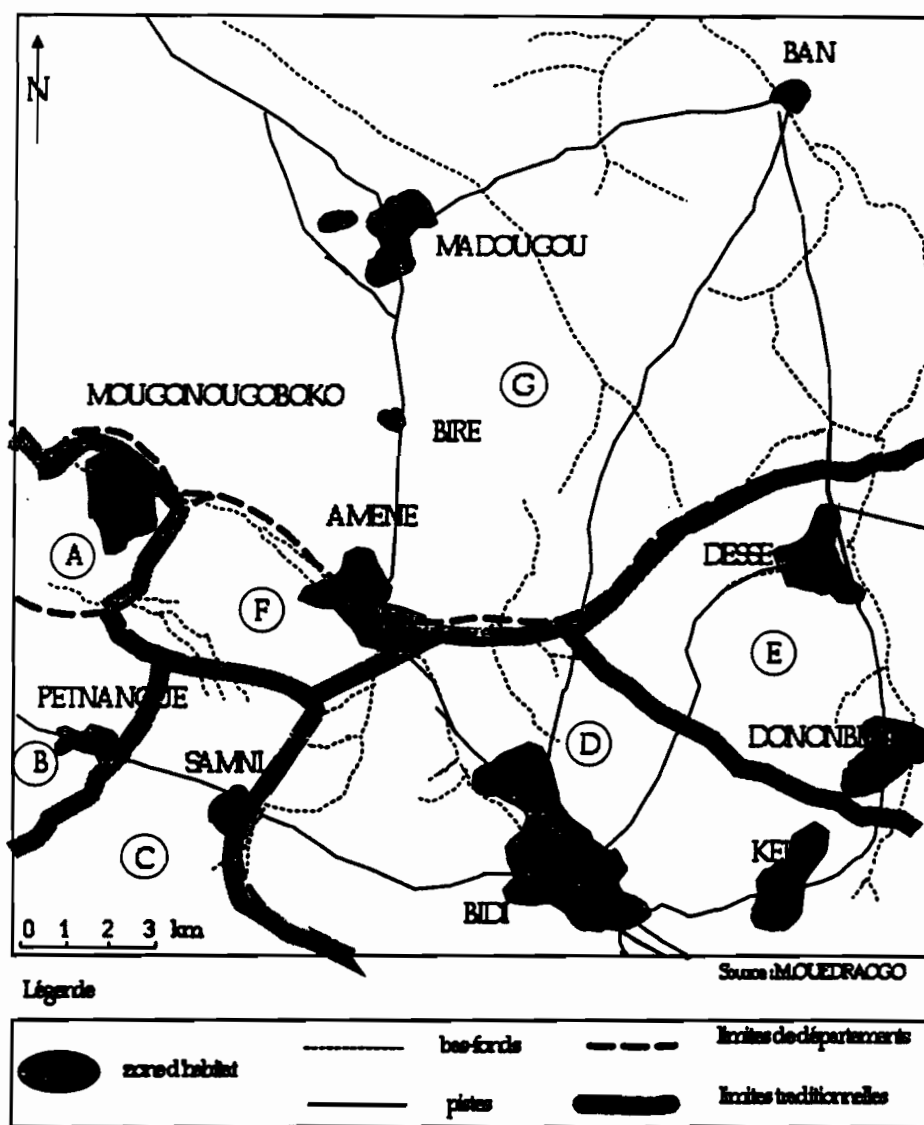 N
BAN
MADOUGOU
G
MOUGONOUGOBOKO
BIRE
AMENE
A
DESSE
F
E
PETNANGUE
B
D
SAMNI
C
BIDI
0 1 2 3 km
Source : M.OUEDRAOGO
Légende
zone d'habitat
bas-fonds
limites de départements
pistes
limites traditionnelles